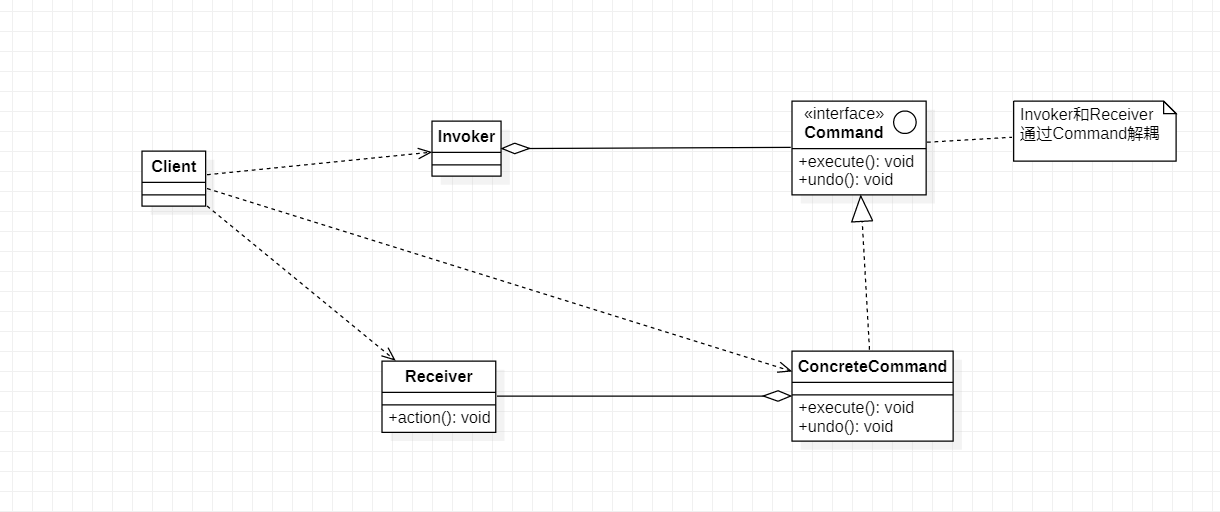 Client
Invoker
«interface»
Command
+execute(): void
+undo(): void
Invoker和Receiver
通过Command解耦
Receiver
+action(): void
ConcreteCommand
+execute(): void
+undo(): void